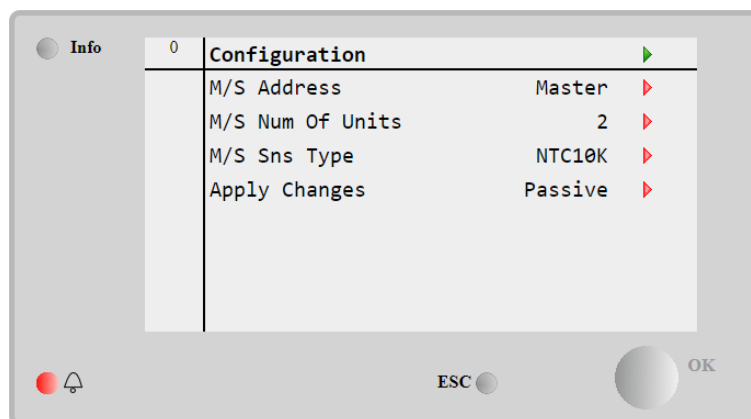 Info
0 Configuration
M/S Address Master
M/S Num Of Units 2
M/S Sns Type NTC10K
Apply Changes Passive
OK
ESC